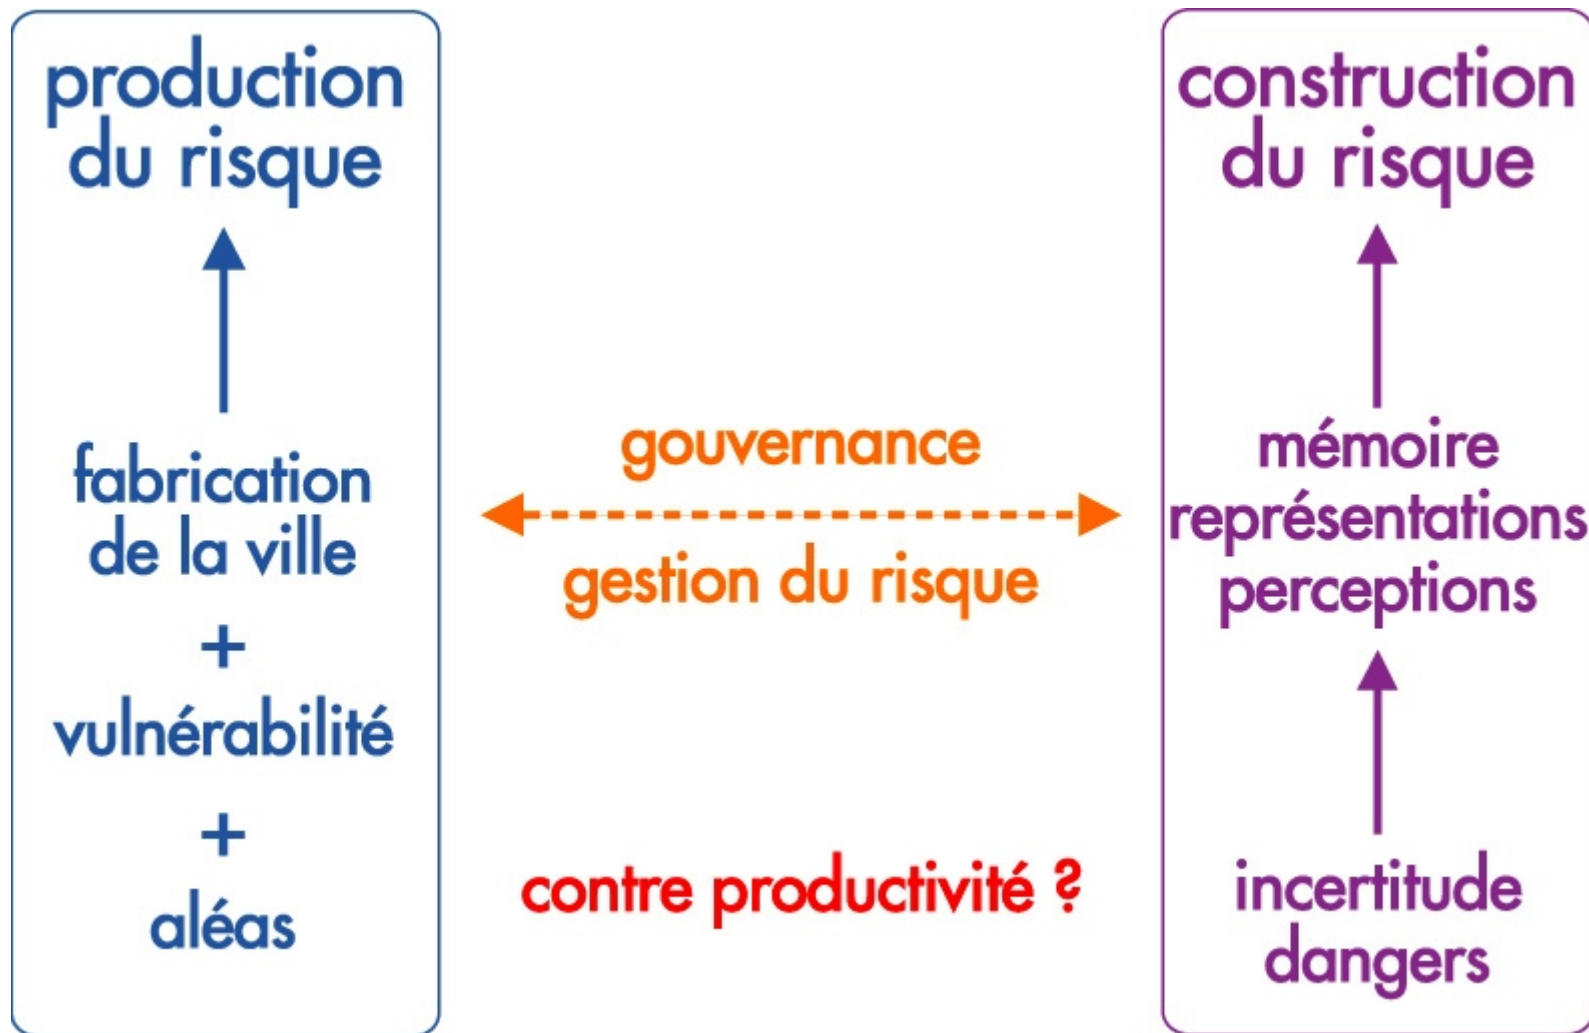 production
du risque
fabrication
de la ville
+
vulnérabilité
+
aléas
gouvernance
gestion du risque
contre productivité ?
construction
du risque
mémoire
représentations
perceptions
incertitude
dangers